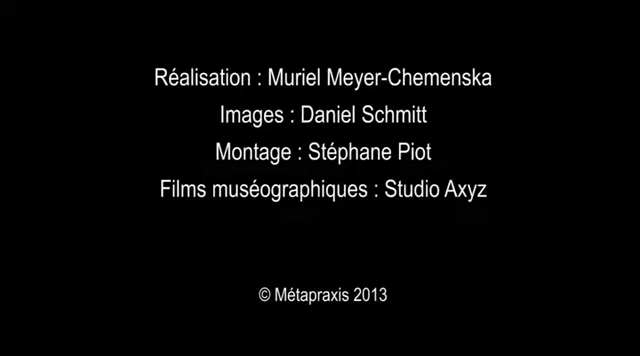 Réalisation : Muriel Meyer-Chemenska
Images : Daniel Schmitt
Montage : Stéphane Piot
Films muséographiques : Studio Axyz
© Métapraxis 2013